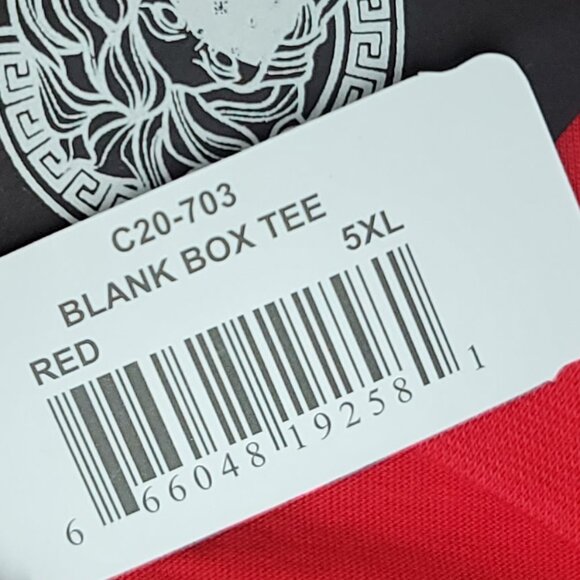 C20-703
BLANK BOX TEE
RED 5XL
6 66048 19258 1